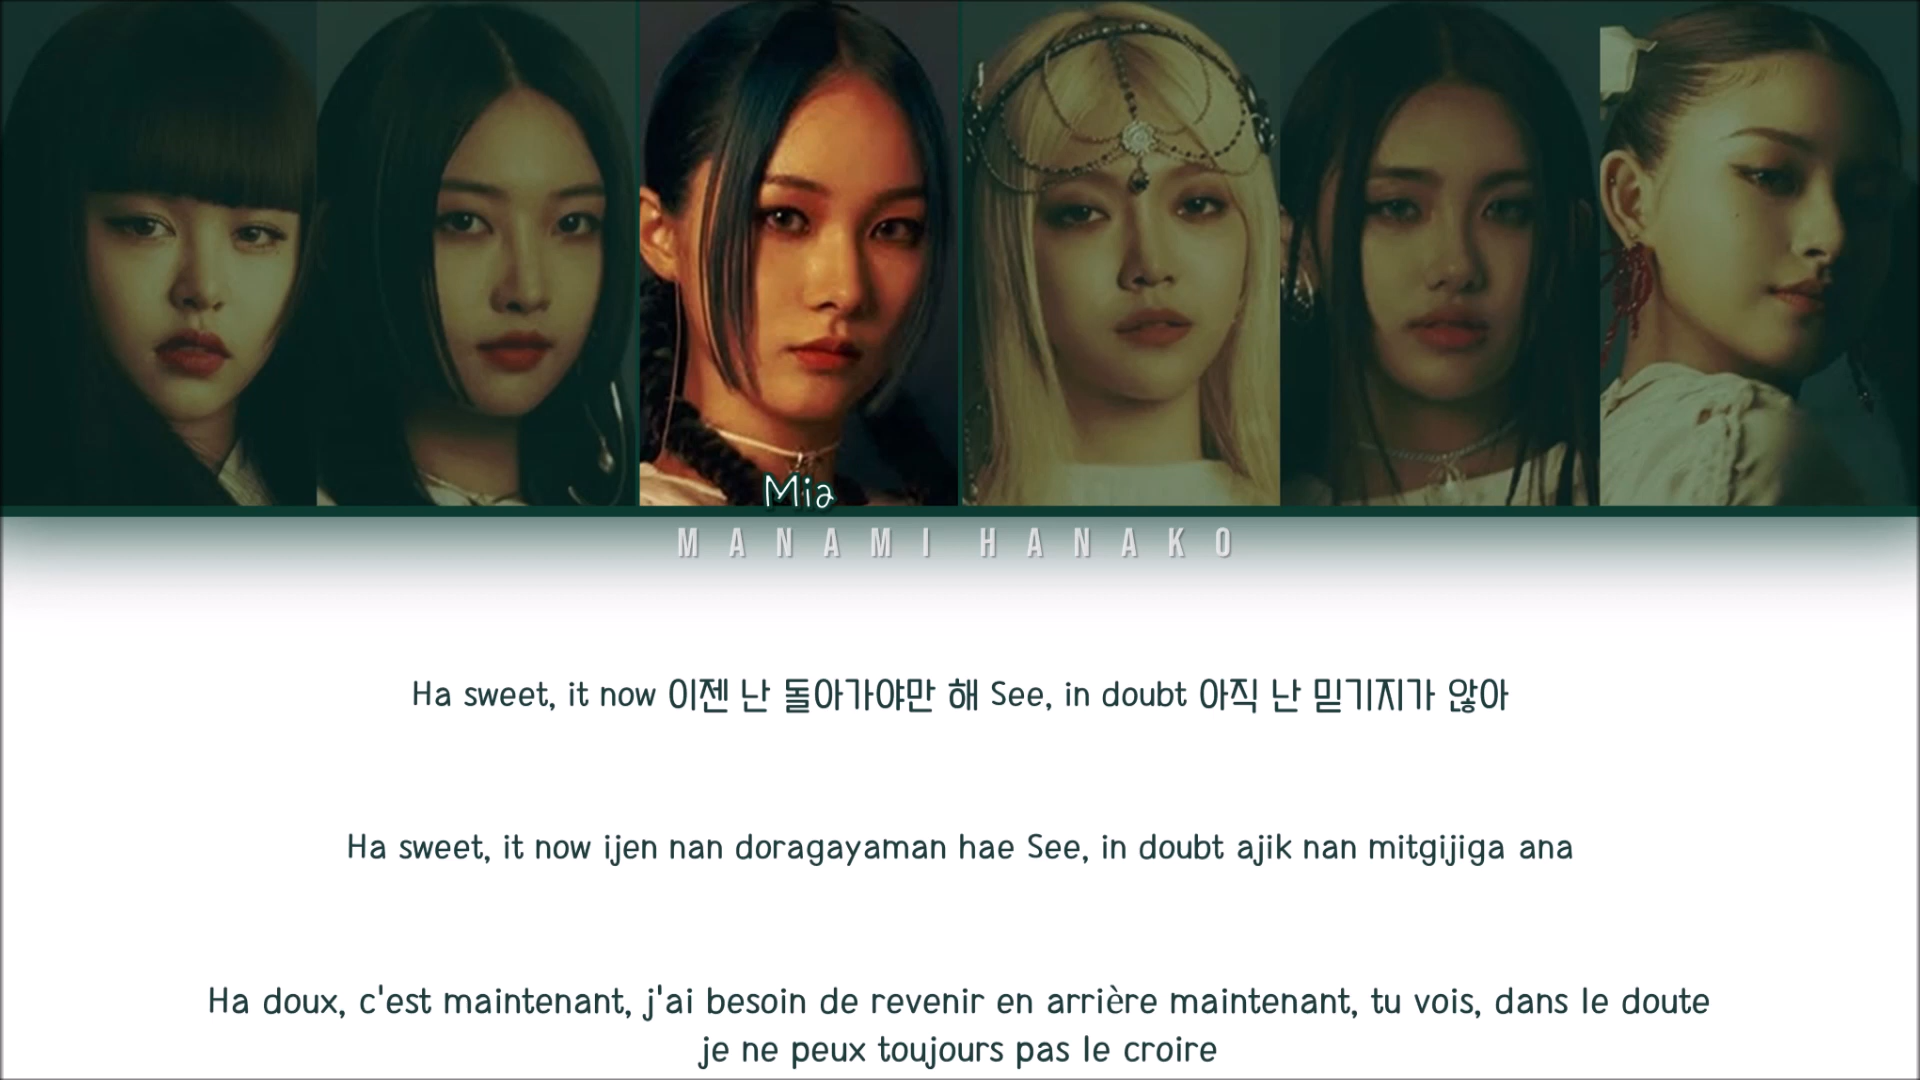 Mia
MANAMI HANAKO
Ha sweet, it now 이젠 난 돌아가야만 해 See, in doubt 아직 난 믿기지가 않아
Ha sweet, it now ijen nan doragayaman hae See, in doubt ajik nan mitgijiga ana
Ha doux, c'est maintenant, j'ai besoin de revenir en arrière maintenant, tu vois, dans le doute
je ne peux toujours pas le croire